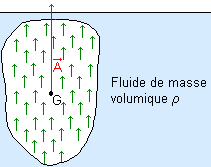 A
G
Fluide de masse
volumique ρ